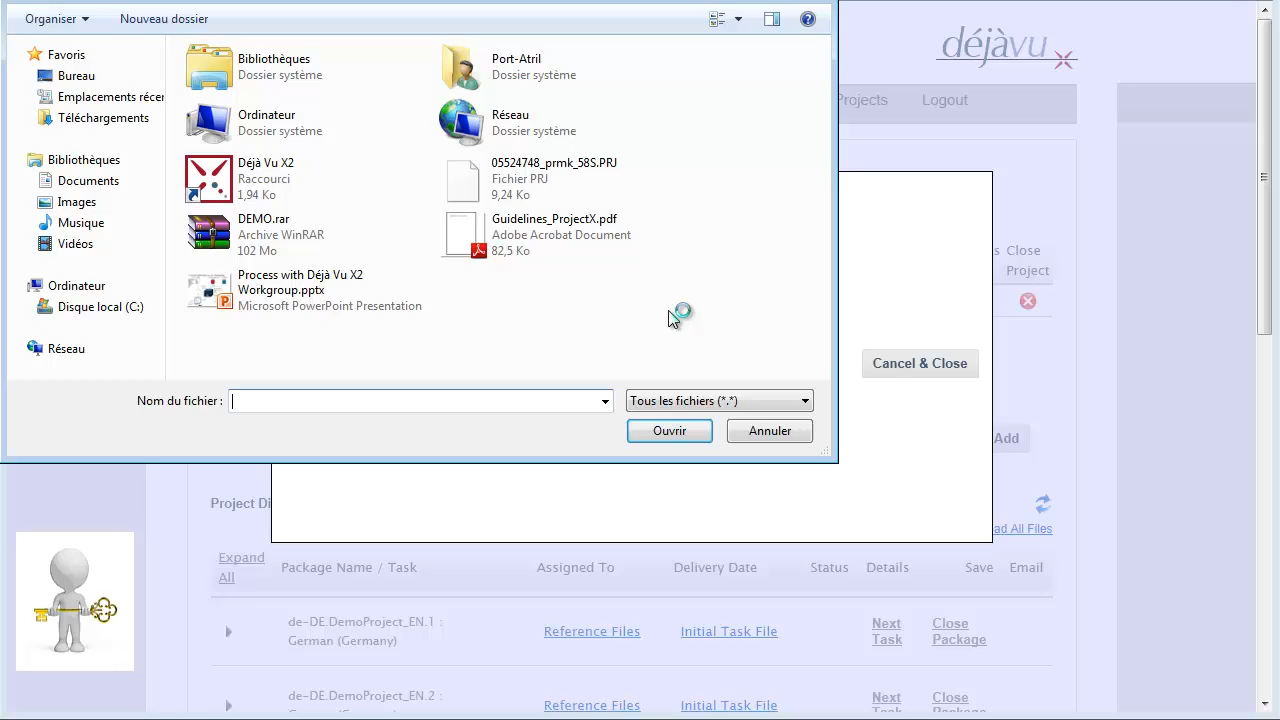 Organiser
Nouveau dossier
Favoris
Bureau
Emplacements récer
Téléchargements
Bibliothèques
Documents
Images
Musique
Vidéos
Ordinateur
Disque local (C:)
Réseau
Bibliothèques
Dossier système
Port-Atril
Dossier système
Ordinateur
Dossier système
Réseau
Dossier système
Déjà Vu X2
Raccourci
1,94 Ko
05524748_prmk_58S.PRJ
Fichier PRJ
9,24 Ko
DEMO.rar
Archive WinRAR
102 Mo
Guidelines_ProjectX.pdf
Adobe Acrobat Document
82,5 Ko
Process with Déjà Vu X2
Workgroup.pptx
Microsoft PowerPoint Presentation
Nom du fichier :
Tous les fichiers (*.*)
Ouvrir
Annuler
déjàvu
Projects
Logout
s Close
Project
Cancel & Close
Add
Project Di
ad All Files
Expand
All
Package Name / Task
Assigned To
Delivery Date
Status
Details
Save
Email
de-DE.DemoProject_EN.1 :
German (Germany)
Reference Files
Initial Task File
Next
Task
Close
Package
de-DE.DemoProject_EN.2 :
Reference Files
Initial Task File
Next
Task
Close
Package